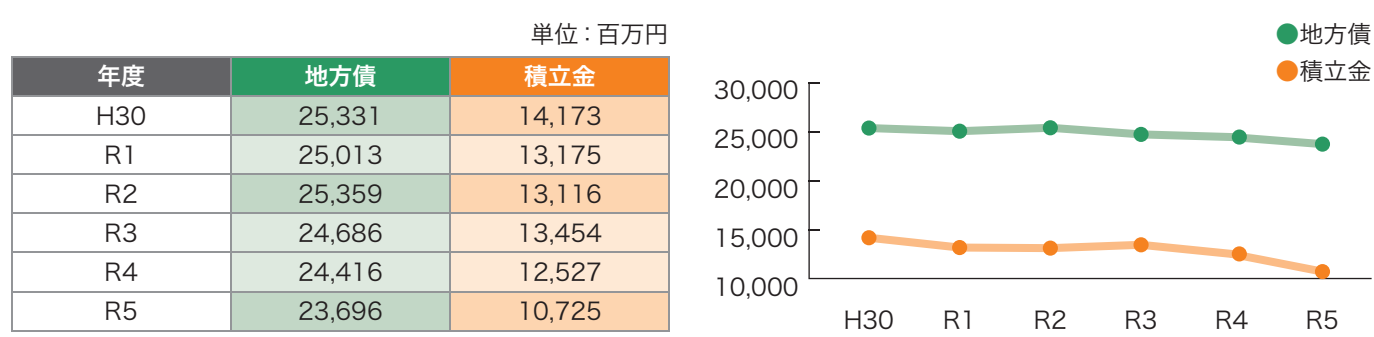 単位：百万円
年度 地方債 積立金
H30 25,331 14,173
R1 25,013 13,175
R2 25,359 13,116
R3 24,686 13,454
R4 24,416 12,527
R5 23,696 10,725
地方債
積立金
30,000
25,000
20,000
15,000
10,000
H30 R1 R2 R3 R4 R5